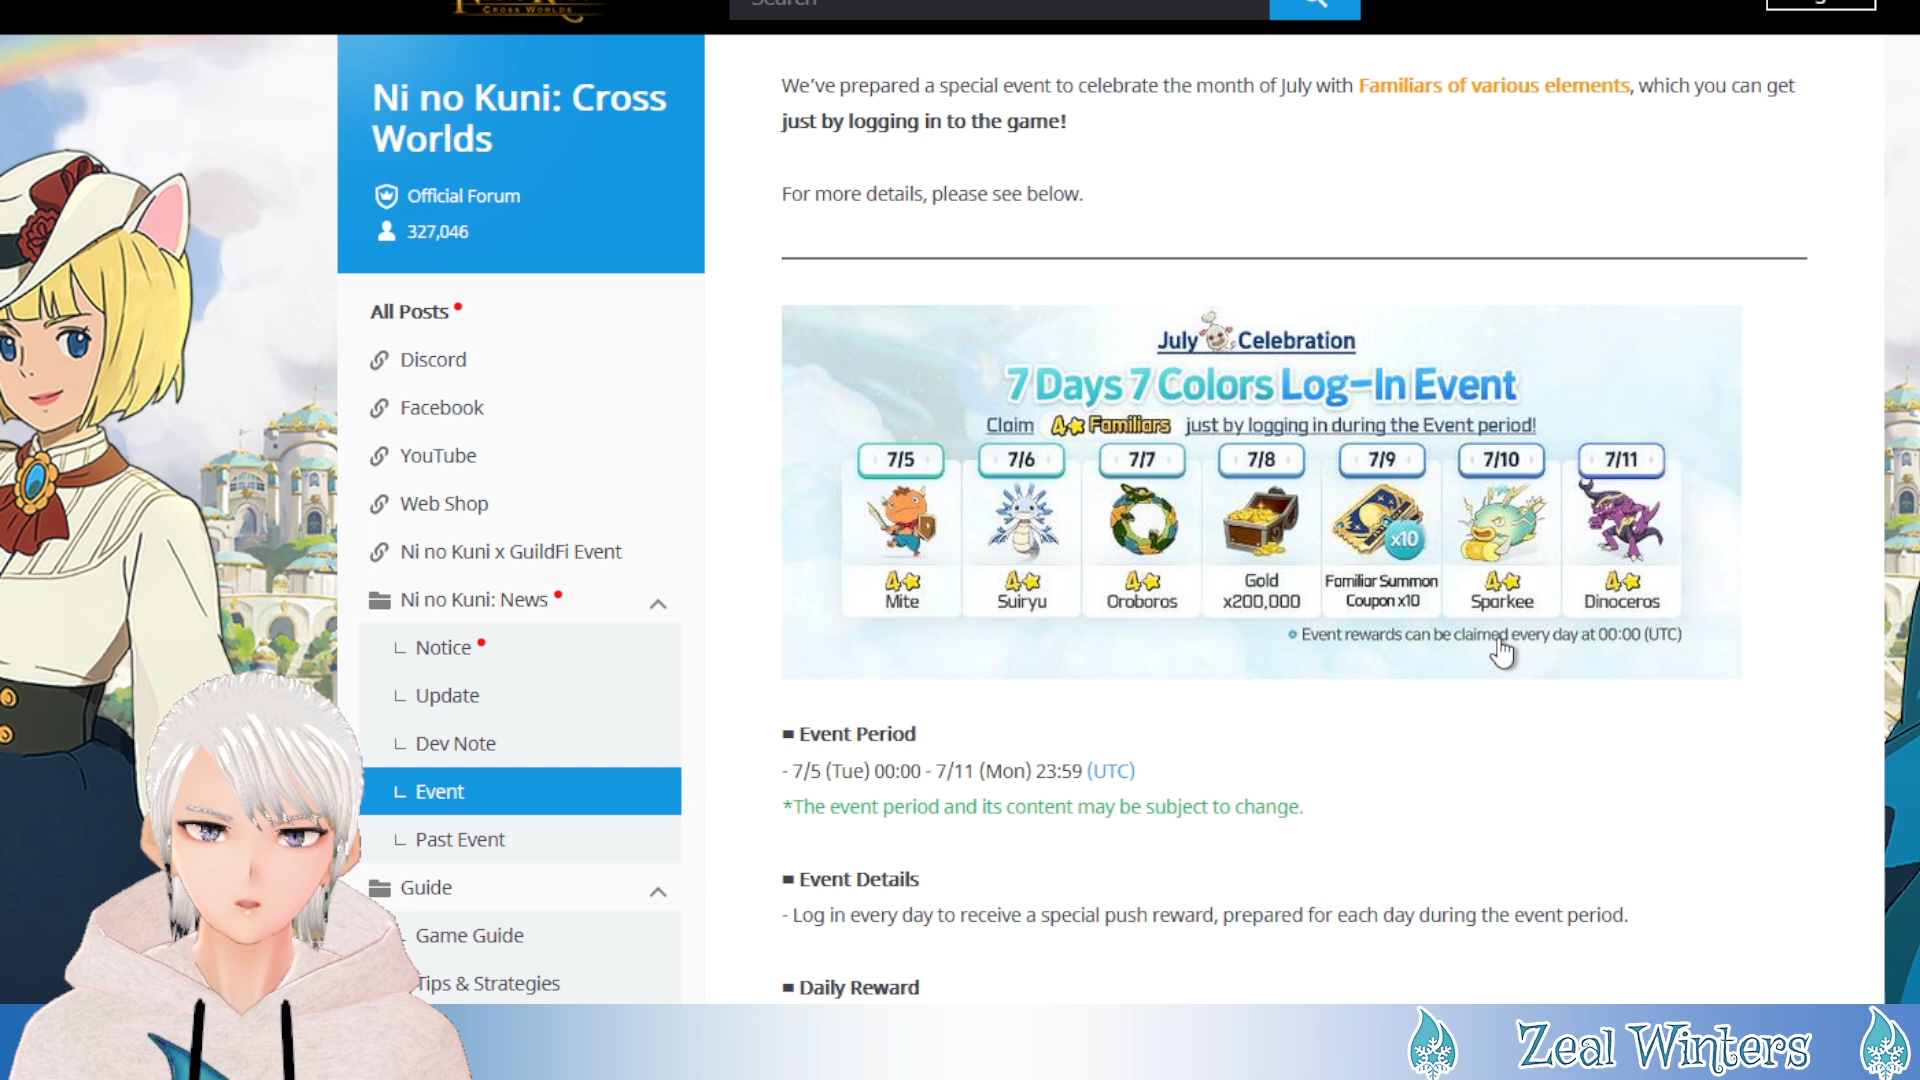 CROSS WORLDS
Search
Ni no Kuni: Cross
Worlds
Official Forum
327,046
All Posts
Discord
Facebook
YouTube
Web Shop
Ni no Kuni x GuildFi Event
Ni no Kuni: News
Notice
Update
Dev Note
Event
Past Event
Guide
Game Guide
Tips & Strategies
We've prepared a special event to celebrate the month of July with Familiars of various elements, which you can get
just by logging in to the game!
For more details, please see below.
July Celebration
7 Days 7 Colors Log-In Event
Claim 4★ Familiars just by logging in during the Event period!
7/5 7/6 7/7 7/8 7/9 7/10 7/11
x10
4★ 4★ 4★ Gold Familiar Summon 4★ 4★
Mite Suiryu Oroboros x200,000 Coupon x10 Sparkee Dinoceros
Event rewards can be claimed every day at 00:00 (UTC)
■ Event Period
- 7/5 (Tue) 00:00 - 7/11 (Mon) 23:59 (UTC)
*The event period and its content may be subject to change.
■ Event Details
- Log in every day to receive a special push reward, prepared for each day during the event period.
■ Daily Reward
Zeal Winters